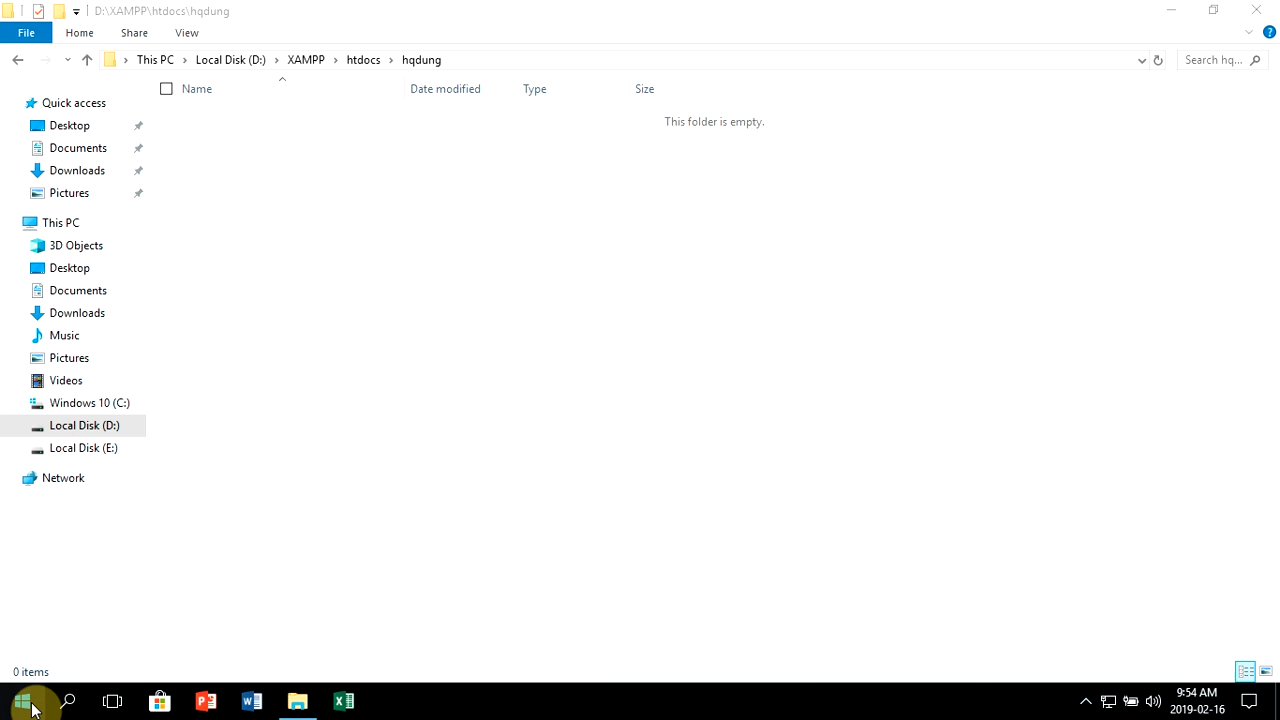 D:\XAMPP\htdocs\hqdung
File Home Share View
This PC Local Disk (D:) XAMPP htdocs hqdung
Search hq...
Name Date modified Type Size
This folder is empty.
Quick access
Desktop
Documents
Downloads
Pictures
This PC
3D Objects
Desktop
Documents
Downloads
Music
Pictures
Videos
Windows 10 (C:)
Local Disk (D:)
Local Disk (E:)
Network
0 items
9:54 AM
2019-02-16